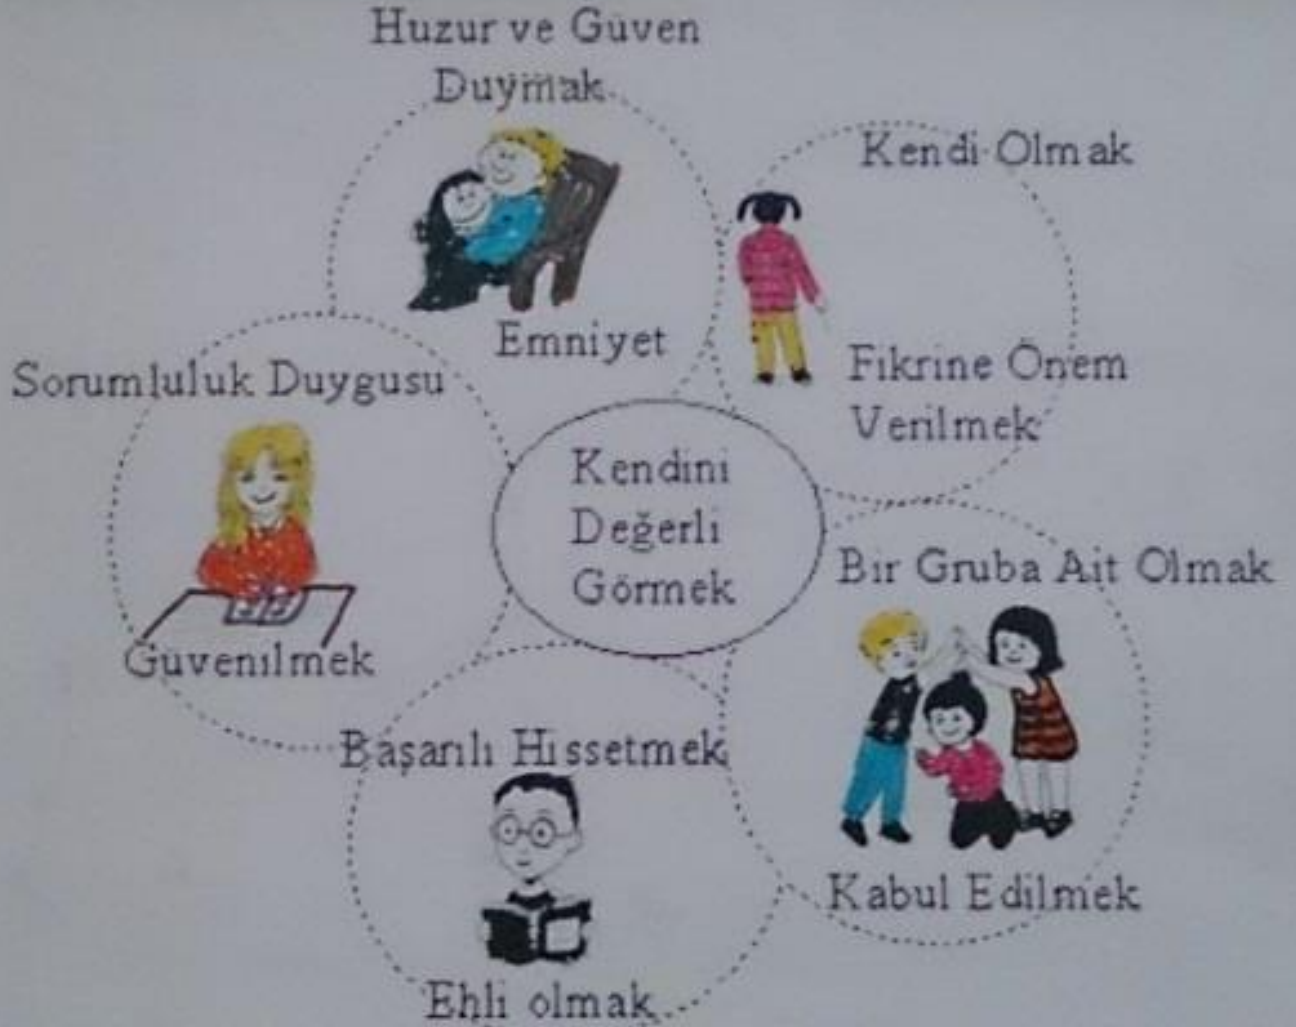 Huzur ve Güven
Duymak
Emniyet
Kendi Olmak
Fikrine Önem
Verilmek
Sorumluluk Duygusu
Güvenilmek
Kendini
Değerli
Görmek
Bir Gruba Ait Olmak
Kabul Edilmek
Başarılı Hissetmek
Ehli olmak